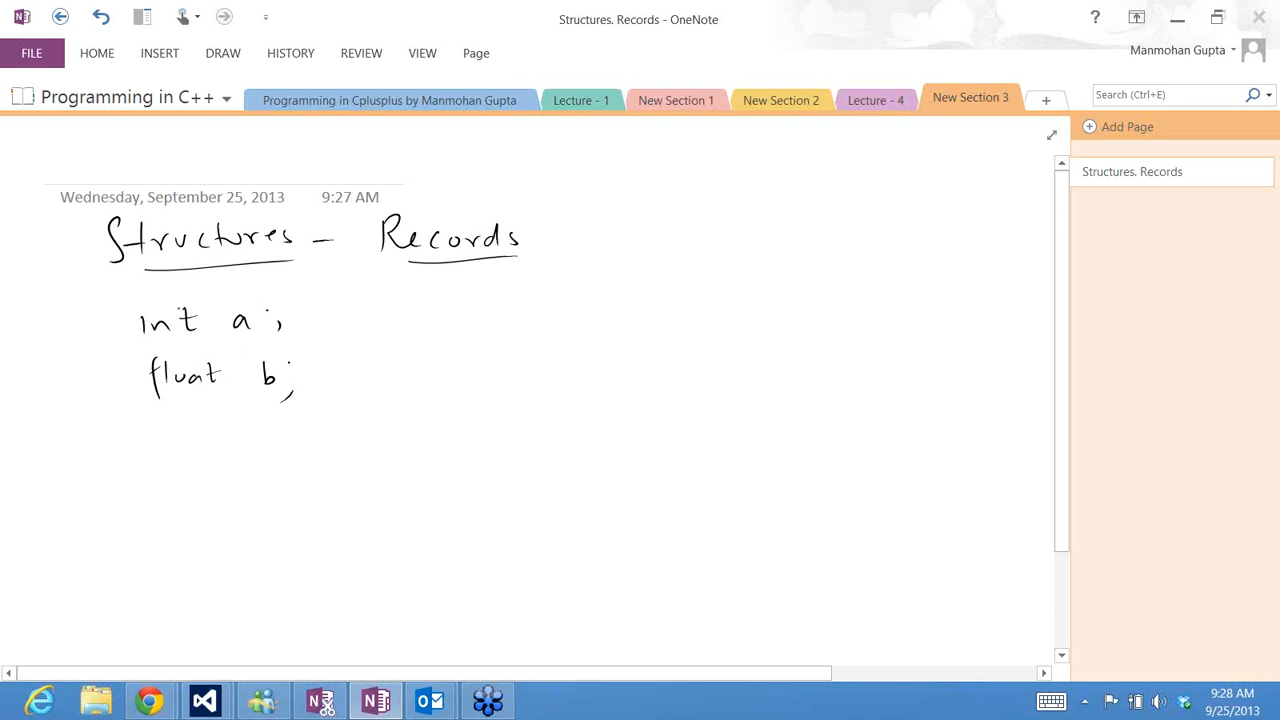 Structures. Records - OneNote
FILE HOME INSERT DRAW HISTORY REVIEW VIEW Page
Manmohan Gupta
Programming in C++
Programming in Cplusplus by Manmohan Gupta
Lecture - 1
New Section 1
New Section 2
Lecture - 4
New Section 3
Search (Ctrl+E)
Add Page
Structures. Records
Wednesday, September 25, 2013 9:27 AM
Structures - Records
int a ;
float b;
9:28 AM
9/25/2013